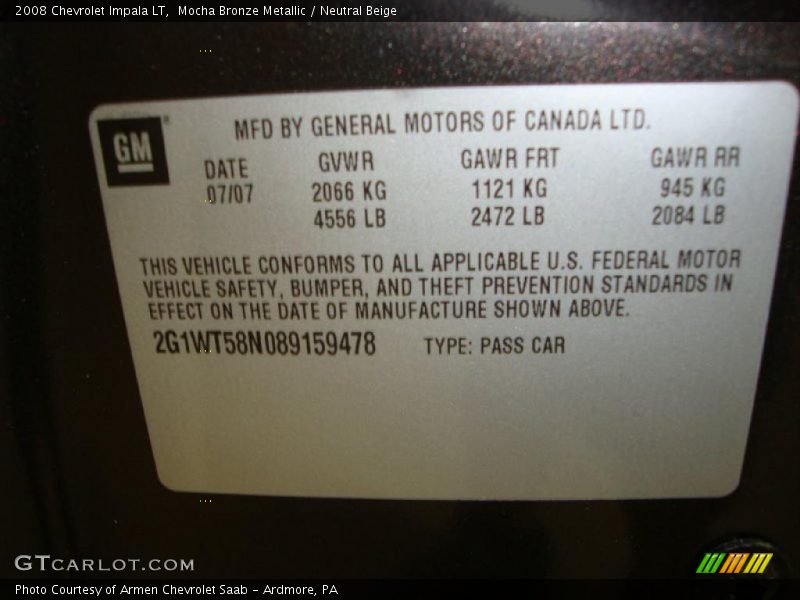 2008 Chevrolet Impala LT,  Mocha Bronze Metallic / Neutral Beige
GM
MFD BY GENERAL MOTORS OF CANADA LTD.
DATE GVWR GAWR FRT GAWR RR
07/07 2066 KG 1121 KG 945 KG
4556 LB 2472 LB 2084 LB
THIS VEHICLE CONFORMS TO ALL APPLICABLE U.S. FEDERAL MOTOR
VEHICLE SAFETY, BUMPER, AND THEFT PREVENTION STANDARDS IN
EFFECT ON THE DATE OF MANUFACTURE SHOWN ABOVE.
2G1WT58N089159478 TYPE: PASS CAR
GTCARLOT.COM
Photo Courtesy of Armen Chevrolet Saab - Ardmore, PA